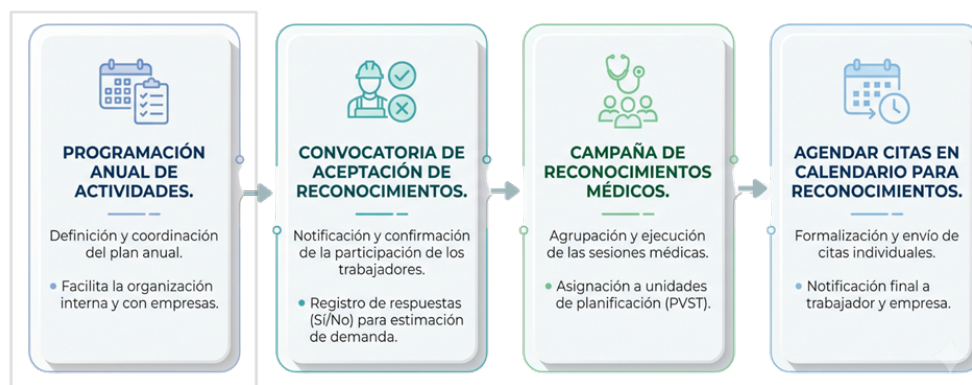 PROGRAMACIÓN
ANUAL DE
ACTIVIDADES.
Definición y coordinación
del plan anual.
• Facilita la organización
interna y con empresas.
CONVOCATORIA DE
ACEPTACIÓN DE
RECONOCIMIENTOS.
Notificación y confirmación
de la participación de los
trabajadores.
• Registro de respuestas
(Sí/No) para estimación
de demanda.
CAMPAÑA DE
RECONOCIMIENTOS
MÉDICOS.
Agrupación y ejecución
de las sesiones médicas.
• Asignación a unidades
de planificación (PVST).
AGENDAR CITAS EN
CALENDARIO PARA
RECONOCIMIENTOS.
Formalización y envío de
citas individuales.
• Notificación final a
trabajador y empresa.